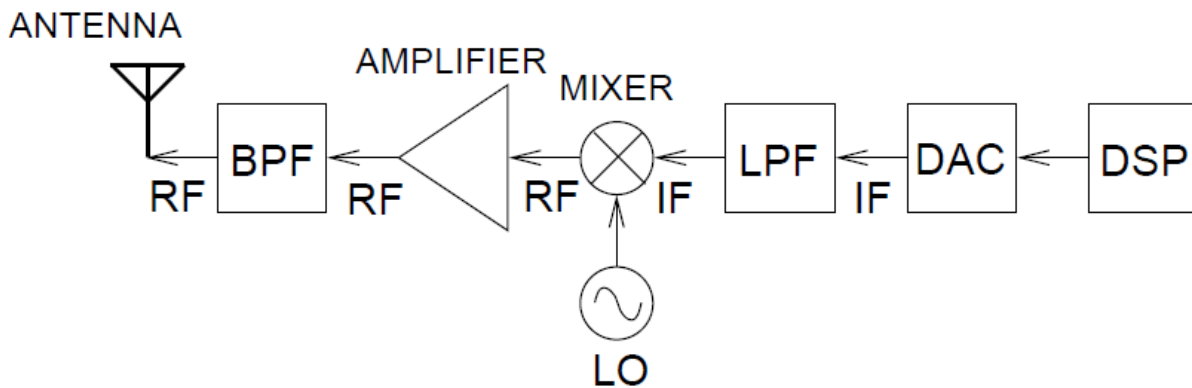 ANTENNA
AMPLIFIER
MIXER
BPF
LPF
DAC
DSP
RF
RF
RF
IF
IF
LO